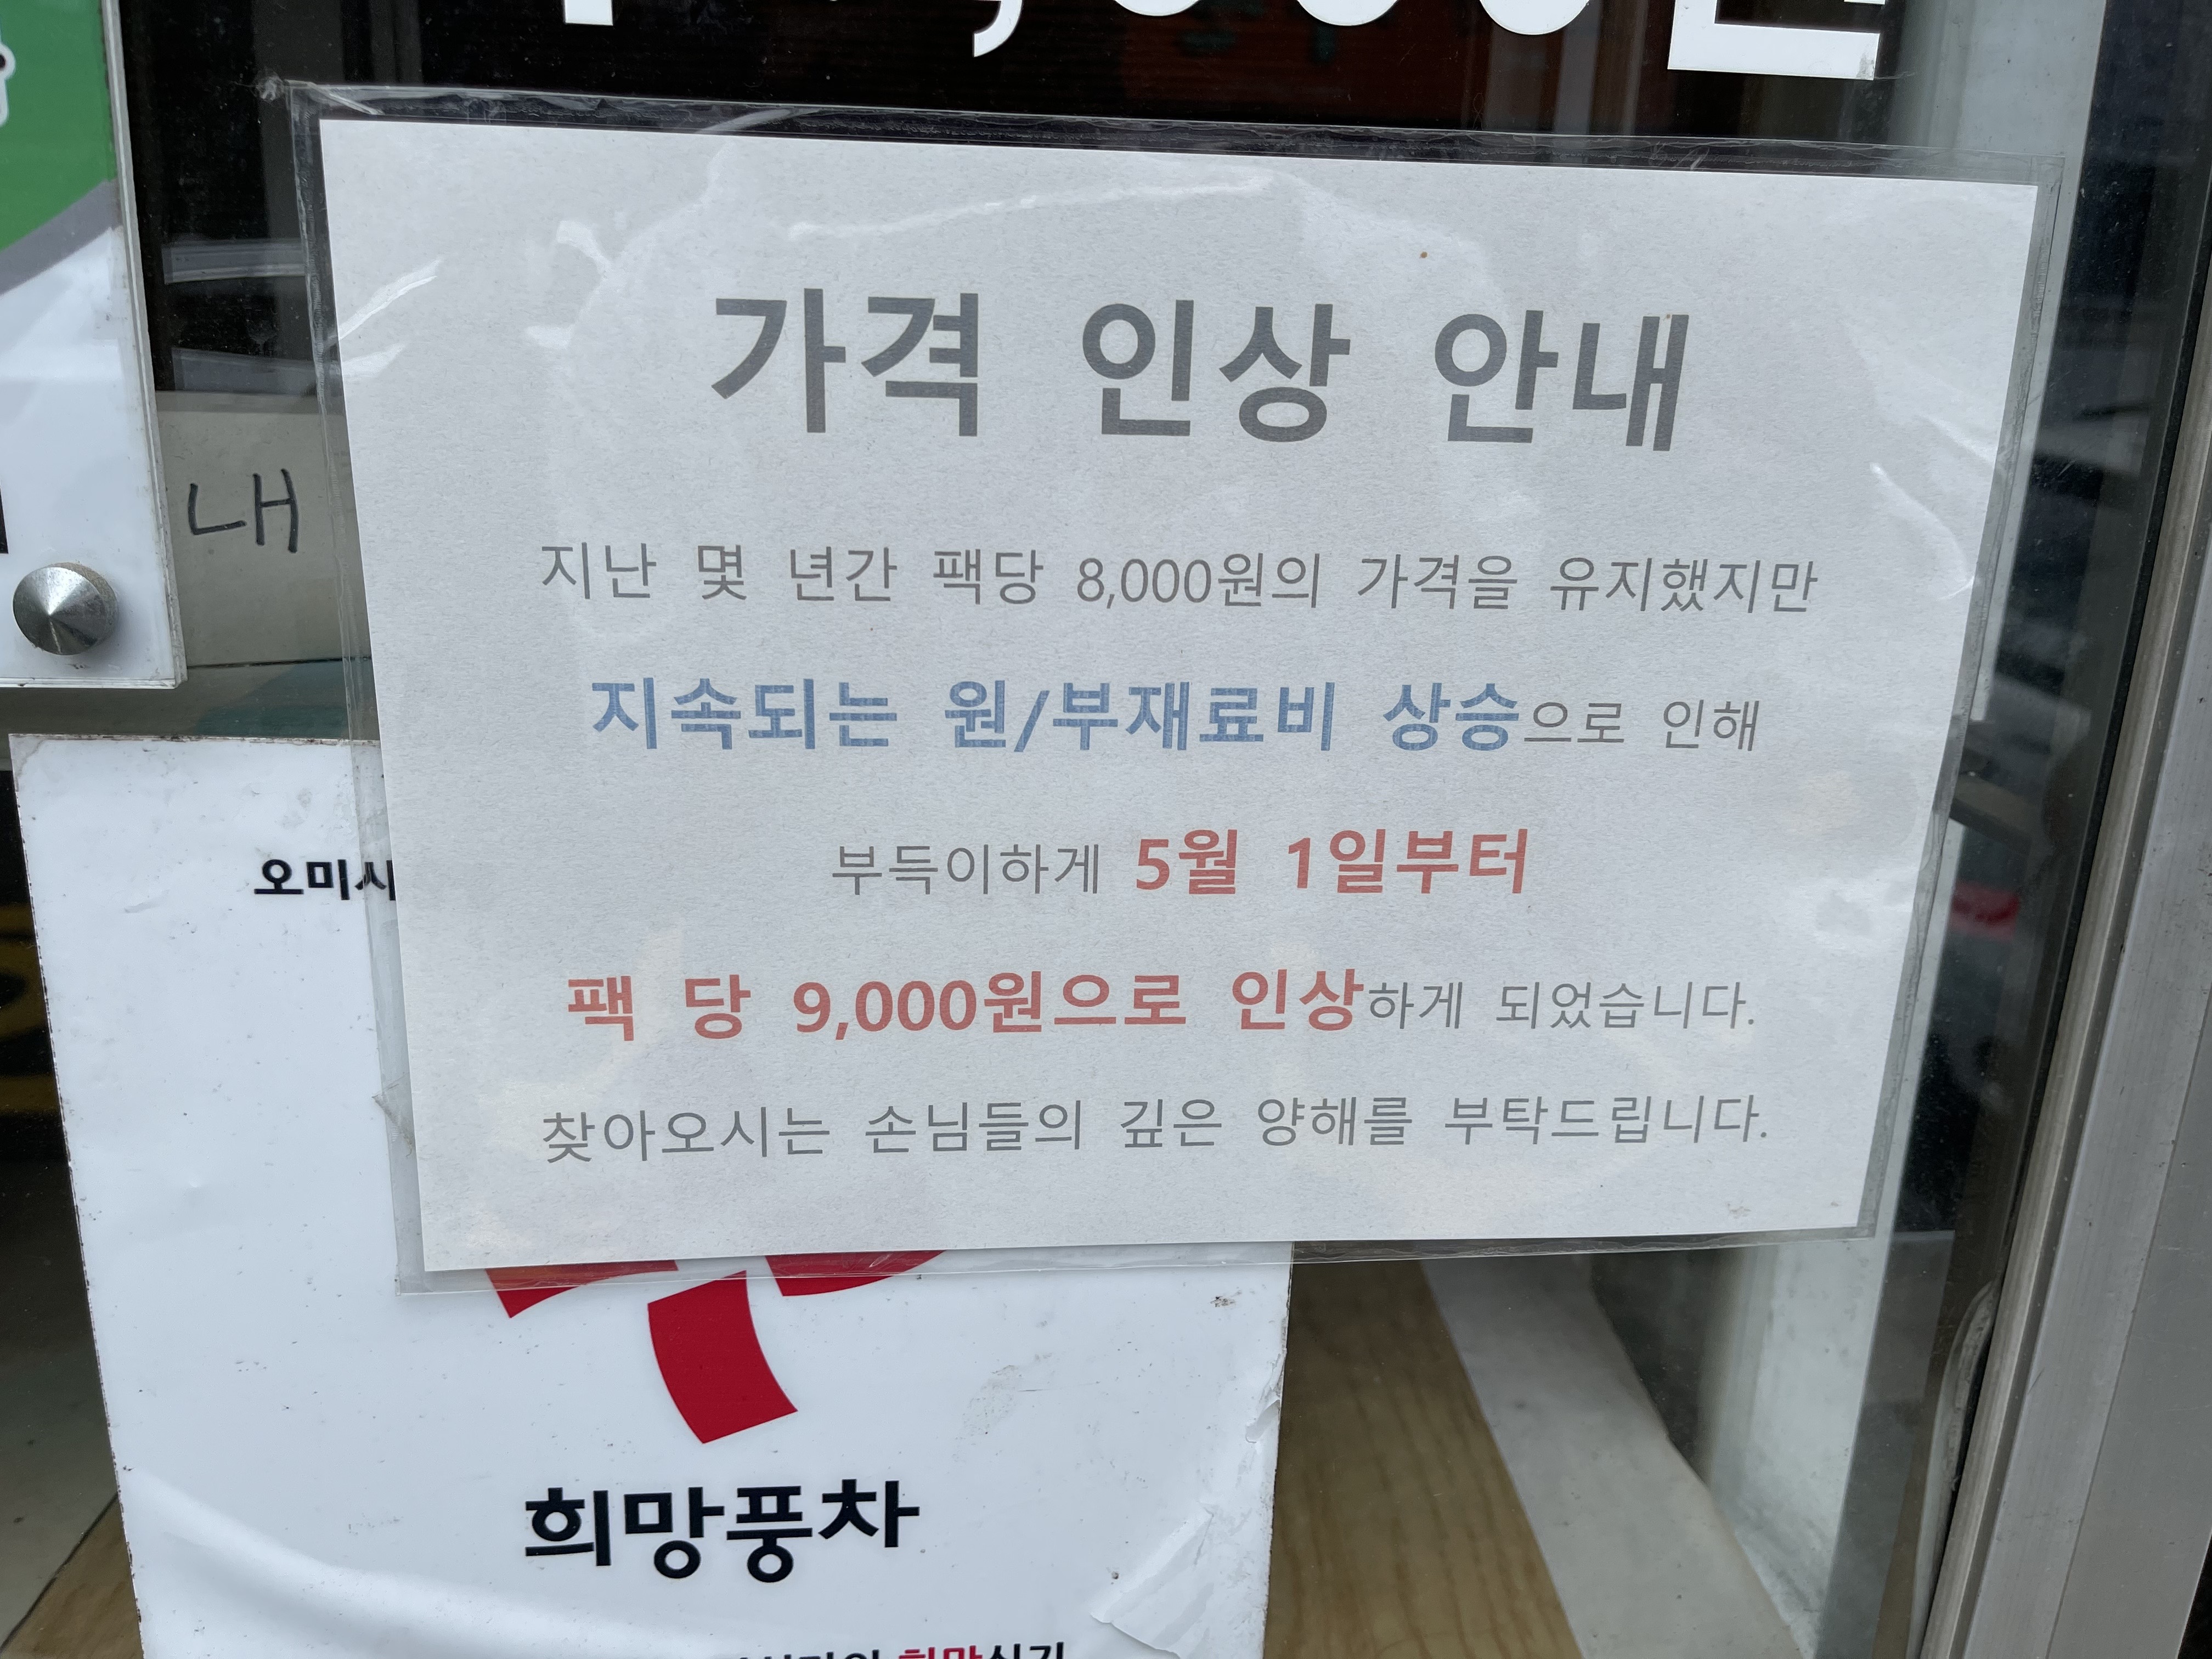 가격 인상 안내
지난 몇 년간 팩당 8,000원의 가격을 유지했지만
지속되는 원/부재료비 상승으로 인해
부득이하게 5월 1일부터
팩 당 9,000원으로 인상하게 되었습니다.
찾아오시는 손님들의 깊은 양해를 부탁드립니다.
내
오미사
희망풍차